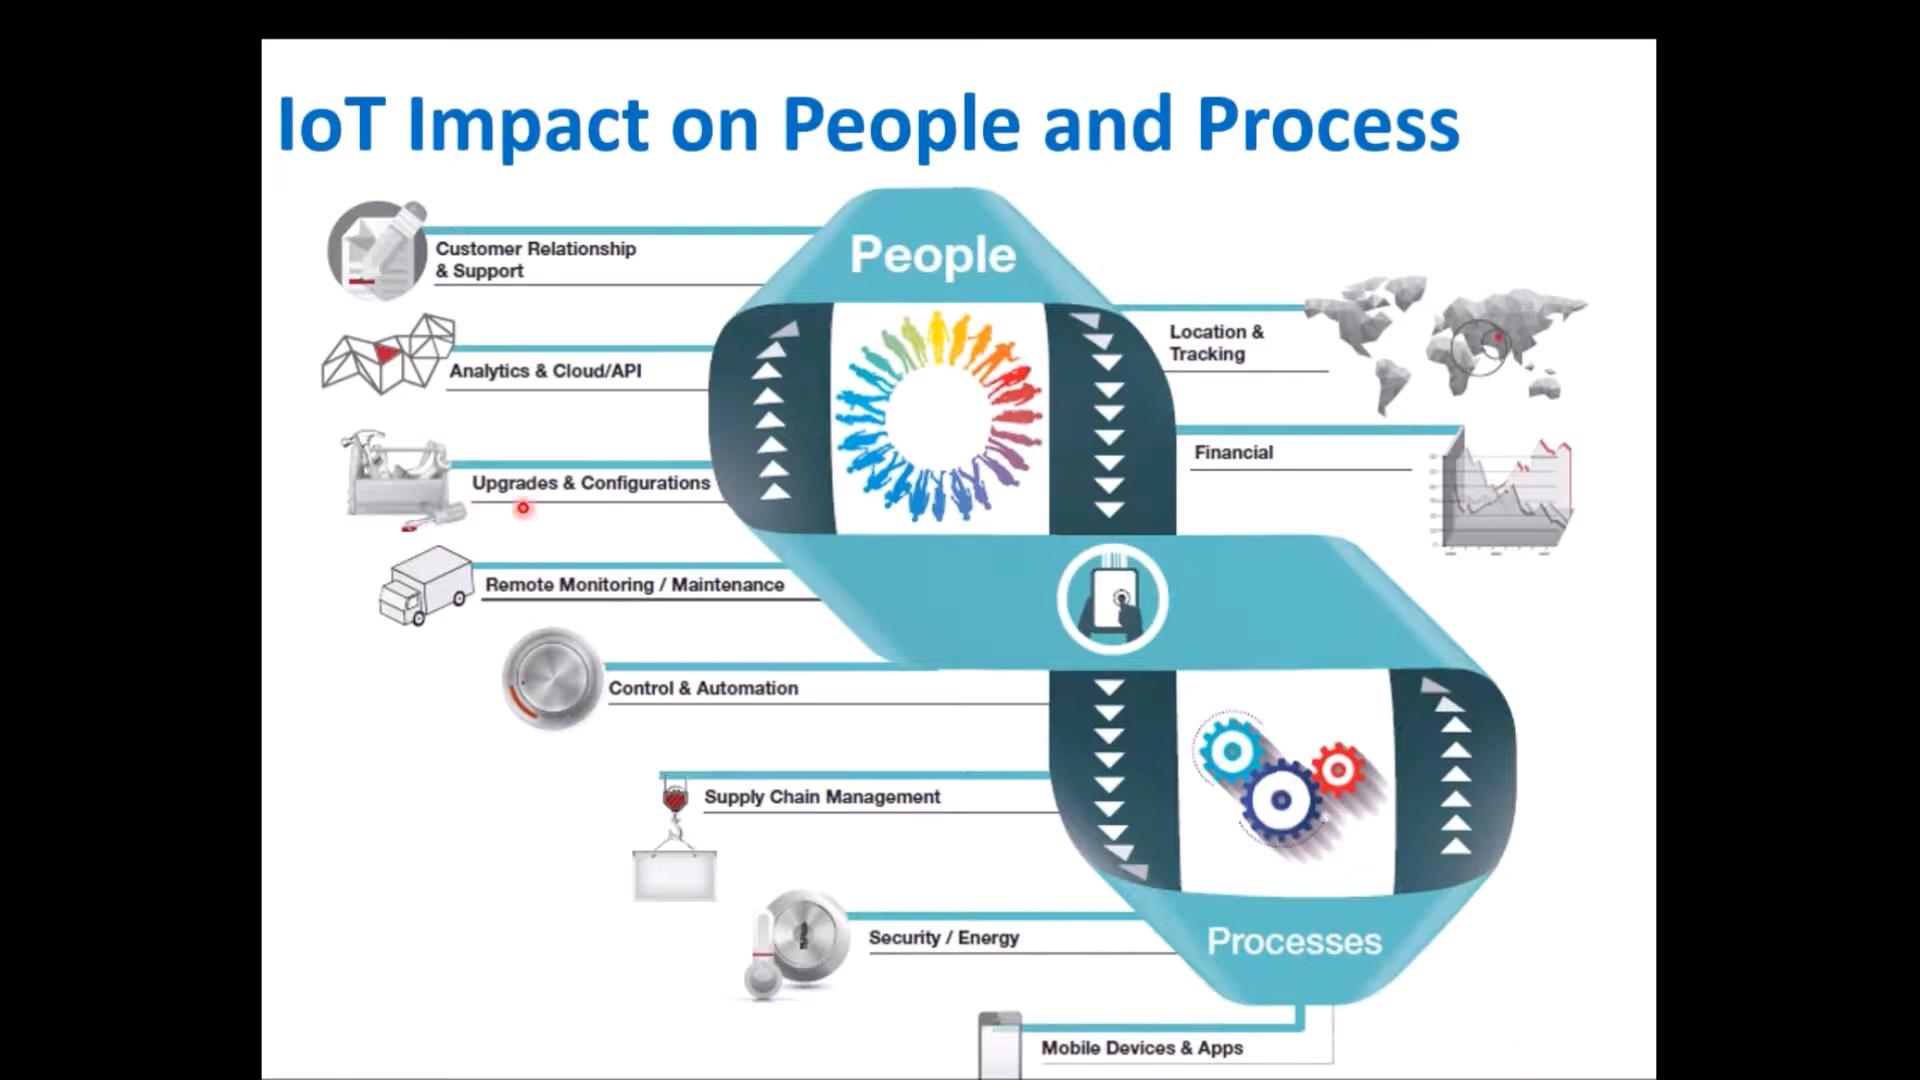 IoT Impact on People and Process
People
Customer Relationship
& Support
Analytics & Cloud/API
Upgrades & Configurations
Remote Monitoring / Maintenance
Control & Automation
Supply Chain Management
Security / Energy
Mobile Devices & Apps
Location &
Tracking
Financial
Processes